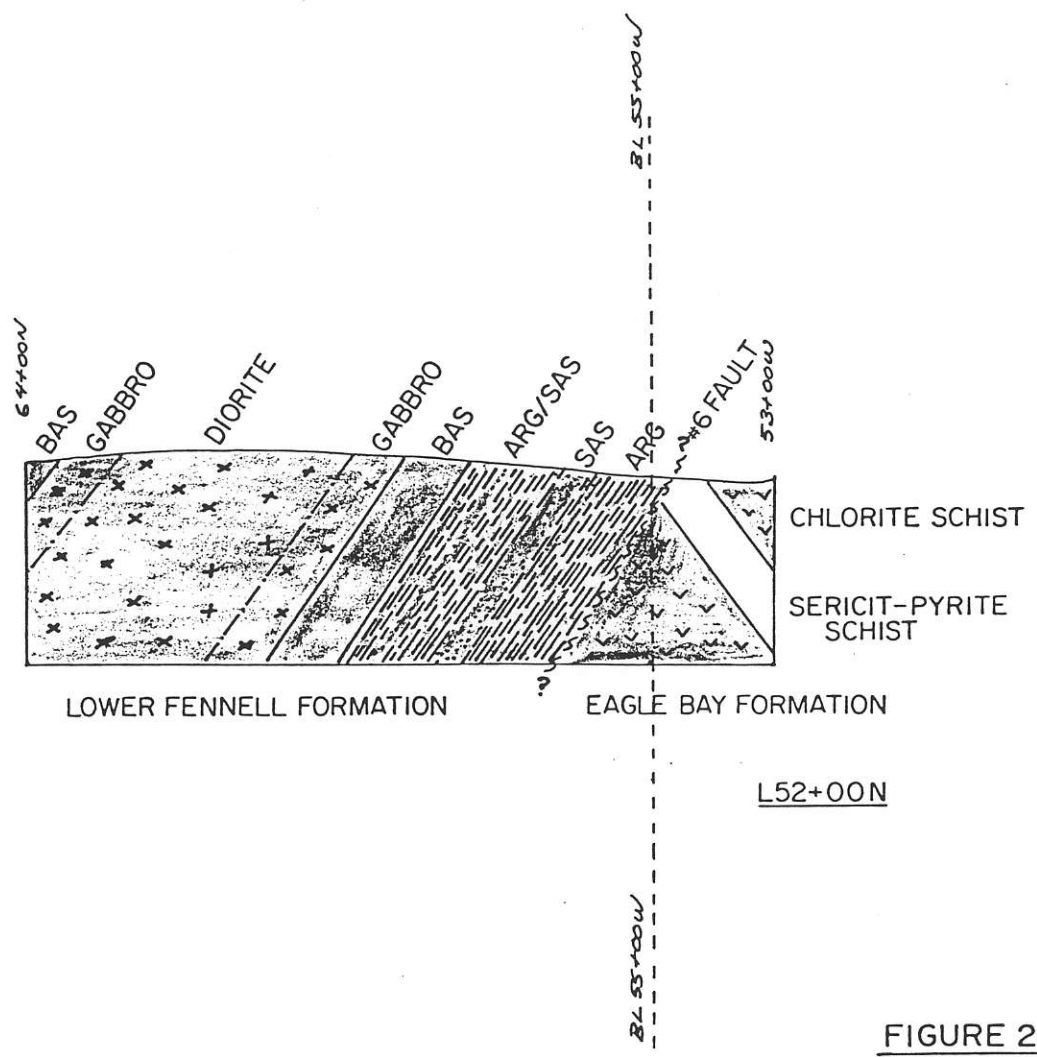 BL 55+00W
64+00N
BAS
GABBRO
DIORITE
GABBRO
BAS
ARG/SAS
SAS
ARG
#6 FAULT
53+00W
CHLORITE SCHIST
SERICIT-PYRITE
SCHIST
?
LOWER FENNELL FORMATION
EAGLE BAY FORMATION
L52+00N
BL 55+00W
FIGURE 2